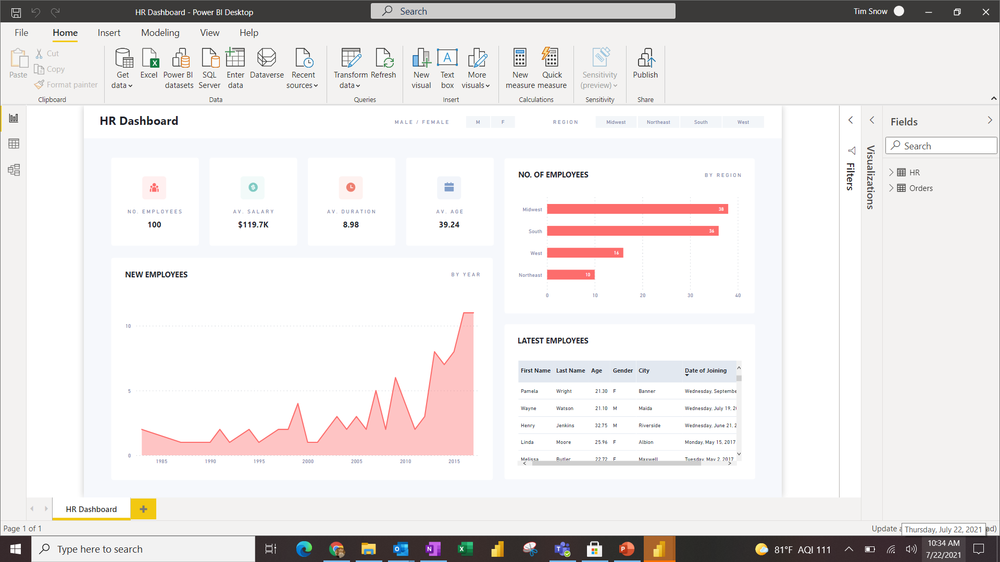 HR Dashboard - Power BI Desktop
Search
Tim Snow
File Home Insert Modeling View Help
Paste
Cut
Copy
Format painter
Clipboard
Get data
Excel
Power BI datasets
SQL Server
Enter data
Dataverse
Recent sources
Data
Transform data
Refresh
Queries
New visual
Text box
More visuals
Insert
New measure
Quick measure
Calculations
Sensitivity (preview)
Sensitivity
Publish
Share
HR Dashboard
MALE / FEMALE
M F
REGION
Midwest Northeast South West
NO. EMPLOYEES
100
AV. SALARY
$119.7K
AV. DURATION
8.98
AV. AGE
39.24
NO. OF EMPLOYEES
BY REGION
Midwest 38
South 36
West 16
Northeast 10
0 10 20 30 40
NEW EMPLOYEES
BY YEAR
10
5
0
1985 1990 1995 2000 2005 2010 2015
LATEST EMPLOYEES
First Name Last Name Age Gender City Date of Joining
Pamela Wright 21.30 F Banner Wednesday, Septembe
Wayne Watson 21.10 M Maida Wednesday, July 19, 2
Henry Jenkins 32.75 M Riverside Wednesday, June 21, 2
Linda Moore 25.96 F Albion Monday, May 15, 2017
Melissa Butler 22.72 F Maxwell Tuesday, May 2, 2017
Filters
Visualizations
Fields
Search
HR
Orders
HR Dashboard
Page 1 of 1
Update a
ad)
Thursday, July 22, 2021
Type here to search
81°F AQI 111
10:34 AM
7/22/2021